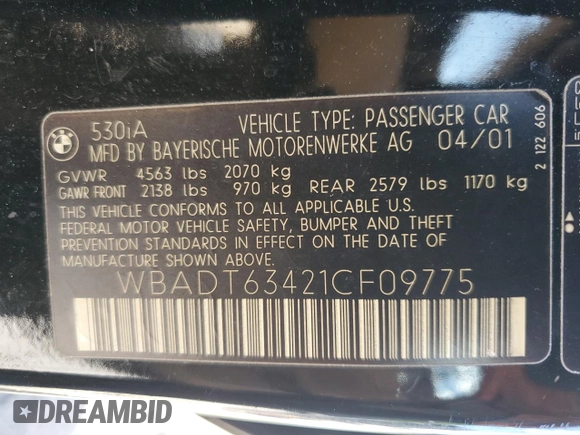 530iA VEHICLE TYPE: PASSENGER CAR
MFD BY BAYERISCHE MOTORENWERKE AG 04/01
GVWR 4563 lbs 2070 kg
GAWR FRONT 2138 lbs 970 kg REAR 2579 lbs 1170 kg
THIS VEHICLE CONFORMS TO ALL APPLICABLE U.S.
FEDERAL MOTOR VEHICLE SAFETY, BUMPER AND THEFT
PREVENTION STANDARDS IN EFFECT ON THE DATE OF
MANUFACTURE SHOWN ABOVE.
WBADT63421CF09775
2 122 606
DREAMBID